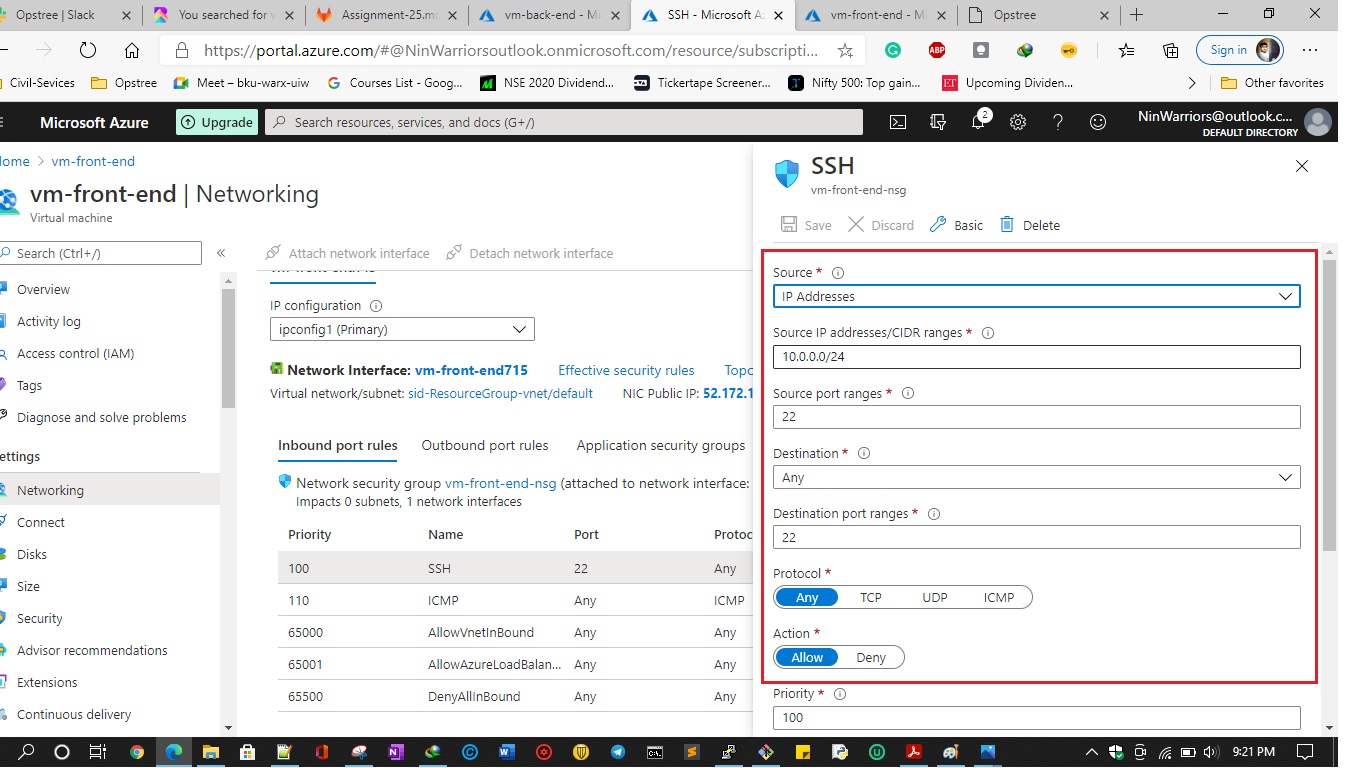 Opstree | Slack
You searched for
Assignment-25.mc
vm-back-end - Mi
SSH - Microsoft Az
vm-front-end - Mi
Opstree
https://portal.azure.com/#@NinWarriorsoutlook.onmicrosoft.com/resource/subscripti...
ABP
Sign in
Civil-Sevices
Opstree
Meet – bku-warx-uiw
Courses List - Goog...
NSE 2020 Dividend...
Tickertape Screener...
Nifty 500: Top gain...
ET
Upcoming Dividen...
Other favorites
Microsoft Azure
Upgrade
Search resources, services, and docs (G+/)
2
NinWarriors@outlook.c...
DEFAULT DIRECTORY
ome > vm-front-end
vm-front-end | Networking
Virtual machine
Search (Ctrl+/)
«
Overview
Activity log
Access control (IAM)
Tags
Diagnose and solve problems
ettings
Networking
Connect
Disks
Size
Security
Advisor recommendations
Extensions
Continuous delivery
Attach network interface
Detach network interface
IP configuration
ipconfig1 (Primary)
Network Interface: vm-front-end715
Effective security rules
Topo
Virtual network/subnet: sid-ResourceGroup-vnet/default
NIC Public IP: 52.172.1
Inbound port rules
Outbound port rules
Application security groups
Network security group vm-front-end-nsg (attached to network interface:
Impacts 0 subnets, 1 network interfaces
Priority Name Port Protoc
100 SSH 22 Any
110 ICMP Any ICMP
65000 AllowVnetInBound Any Any
65001 AllowAzureLoadBalan... Any Any
65500 DenyAllInBound Any Any
SSH
vm-front-end-nsg
Save
Discard
Basic
Delete
Source *
IP Addresses
Source IP addresses/CIDR ranges *
10.0.0.0/24
Source port ranges *
22
Destination *
Any
Destination port ranges *
22
Protocol *
Any TCP UDP ICMP
Action *
Allow Deny
Priority *
100
9:21 PM